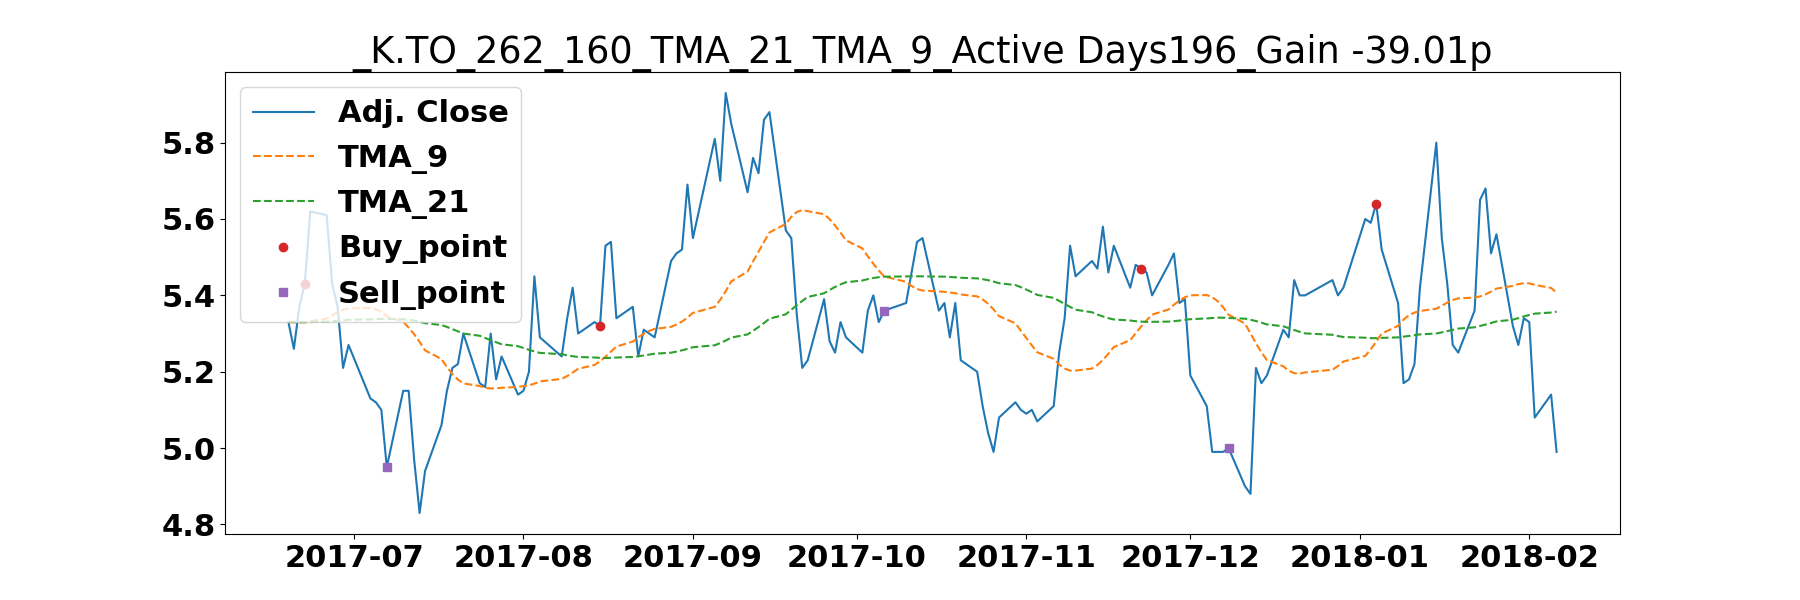 _K.TO_262_160_TMA_21_TMA_9_Active Days196_Gain -39.01p
Adj. Close
TMA_9
TMA_21
Buy_point
Sell_point
5.8
5.6
5.4
5.2
5.0
4.8
2017-07 2017-08 2017-09 2017-10 2017-11 2017-12 2018-01 2018-02